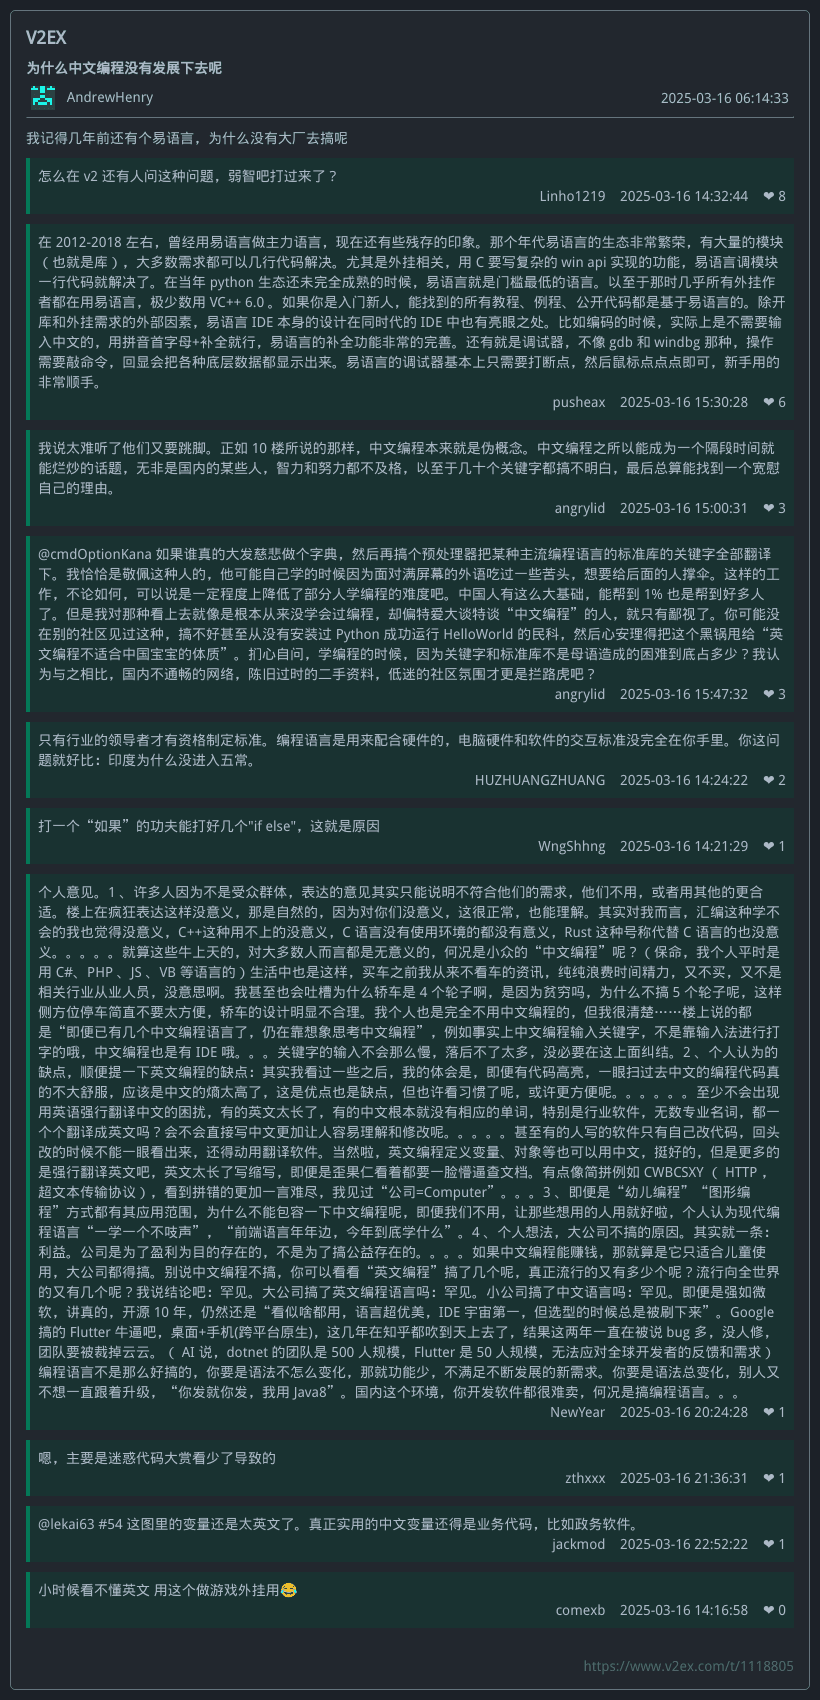 V2EX
为什么中文编程没有发展下去呢
AndrewHenry 2025-03-16 06:14:33
我记得几年前还有个易语言，为什么没有大厂去搞呢
怎么在 v2 还有人问这种问题，弱智吧打过来了？
Linho1219 2025-03-16 14:32:44 ❤ 8
在 2012-2018 左右，曾经用易语言做主力语言，现在还有些残存的印象。那个年代易语言的生态非常繁荣，有大量的模块
（也就是库），大多数需求都可以几行代码解决。尤其是外挂相关，用 C 要写复杂的 win api 实现的功能，易语言调模块
一行代码就解决了。在当年 python 生态还未完全成熟的时候，易语言就是门槛最低的语言。以至于那时几乎所有外挂作
者都在用易语言，极少数用 VC++ 6.0 。如果你是入门新人，能找到的所有教程、例程、公开代码都是基于易语言的。除开
库和外挂需求的外部因素，易语言 IDE 本身的设计在同时代的 IDE 中也有亮眼之处。比如编码的时候，实际上是不需要输
入中文的，用拼音首字母+补全就行，易语言的补全功能非常的完善。还有就是调试器，不像 gdb 和 windbg 那种，操作
需要敲命令，回显会把各种底层数据都显示出来。易语言的调试器基本上只需要打断点，然后鼠标点点点即可，新手用的
非常顺手。
pusheax 2025-03-16 15:30:28 ❤ 6
我说太难听了他们又要跳脚。正如 10 楼所说的那样，中文编程本来就是伪概念。中文编程之所以能成为一个隔段时间就
能烂炒的话题，无非是国内的某些人，智力和努力都不及格，以至于几十个关键字都搞不明白，最后总算能找到一个宽慰
自己的理由。
angrylid 2025-03-16 15:00:31 ❤ 3
@cmdOptionKana 如果谁真的大发慈悲做个字典，然后再搞个预处理器把某种主流编程语言的标准库的关键字全部翻译
下。我恰恰是敬佩这种人的，他可能自己学的时候因为面对满屏幕的外语吃过一些苦头，想要给后面的人撑伞。这样的工
作，不论如何，可以说是一定程度上降低了部分人学编程的难度吧。中国人有这么大基础，能帮到 1% 也是帮到好多人
了。但是我对那种看上去就像是根本从来没学会过编程，却偏特爱大谈特谈“中文编程”的人，就只有鄙视了。你可能没
在别的社区见过这种，搞不好甚至从没有安装过 Python 成功运行 HelloWorld 的民科，然后心安理得把这个黑锅甩给“英
文编程不适合中国宝宝的体质”。扪心自问，学编程的时候，因为关键字和标准库不是母语造成的困难到底占多少？我认
为与之相比，国内不通畅的网络，陈旧过时的二手资料，低迷的社区氛围才更是拦路虎吧？
angrylid 2025-03-16 15:47:32 ❤ 3
只有行业的领导者才有资格制定标准。编程语言是用来配合硬件的，电脑硬件和软件的交互标准没完全在你手里。你这问
题就好比：印度为什么没进入五常。
HUZHUANGZHUANG 2025-03-16 14:24:22 ❤ 2
打一个“如果”的功夫能打好几个"if else"，这就是原因
WngShhng 2025-03-16 14:21:29 ❤ 1
个人意见。1 、许多人因为不是受众群体，表达的意见其实只能说明不符合他们的需求，他们不用，或者用其他的更合
适。楼上在疯狂表达这样没意义，那是自然的，因为对你们没意义，这很正常，也能理解。其实对我而言，汇编这种学不
会的我也觉得没意义，C++这种用不上的没意义，C 语言没有使用环境的都没有意义，Rust 这种号称代替 C 语言的也没意
义。。。。。就算这些牛上天的，对大多数人而言都是无意义的，何况是小众的“中文编程”呢？（保命，我个人平时是
用 C#、PHP 、JS 、VB 等语言的）生活中也是这样，买车之前我从来不看车的资讯，纯纯浪费时间精力，又不买，又不是
相关行业从业人员，没意思啊。我甚至也会吐槽为什么轿车是 4 个轮子啊，是因为贫穷吗，为什么不搞 5 个轮子呢，这样
侧方位停车简直不要太方便，轿车的设计明显不合理。我个人也是完全不用中文编程的，但我很清楚……楼上说的都
是“即便已有几个中文编程语言了，仍在靠想象思考中文编程”，例如事实上中文编程输入关键字，不是靠输入法进行打
字的哦，中文编程也是有 IDE 哦。。。关键字的输入不会那么慢，落后不了太多，没必要在这上面纠结。2 、个人认为的
缺点，顺便提一下英文编程的缺点：其实我看过一些之后，我的体会是，即便有代码高亮，一眼扫过去中文的编程代码真
的不大舒服，应该是中文的熵太高了，这是优点也是缺点，但也许看习惯了呢，或许更方便呢。。。。。。至少不会出现
用英语强行翻译中文的困扰，有的英文太长了，有的中文根本就没有相应的单词，特别是行业软件，无数专业名词，都一
个个翻译成英文吗？会不会直接写中文更加让人容易理解和修改呢。。。。。甚至有的人写的软件只有自己改代码，回头
改的时候不能一眼看出来，还得动用翻译软件。当然啦，英文编程定义变量、对象等也可以用中文，挺好的，但是更多的
是强行翻译英文吧，英文太长了写缩写，即便是歪果仁看着都要一脸懵逼查文档。有点像简拼例如 CWBCSXY （ HTTP ，
超文本传输协议），看到拼错的更加一言难尽，我见过“公司=Computer”。。。3 、即便是“幼儿编程”“图形编
程”方式都有其应用范围，为什么不能包容一下中文编程呢，即便我们不用，让那些想用的人用就好啦，个人认为现代编
程语言“一学一个不吱声”，“前端语言年年边，今年到底学什么”。4 、个人想法，大公司不搞的原因。其实就一条：
利益。公司是为了盈利为目的存在的，不是为了搞公益存在的。。。。如果中文编程能赚钱，那就算是它只适合儿童使
用，大公司都得搞。别说中文编程不搞，你可以看看“英文编程”搞了几个呢，真正流行的又有多少个呢？流行向全世界
的又有几个呢？我说结论吧：罕见。大公司搞了英文编程语言吗：罕见。小公司搞了中文语言吗：罕见。即便是强如微
软，讲真的，开源 10 年，仍然还是“看似啥都用，语言超优美，IDE 宇宙第一，但选型的时候总是被刷下来”。Google
搞的 Flutter 牛逼吧，桌面+手机(跨平台原生)，这几年在知乎都吹到天上去了，结果这两年一直在被说 bug 多，没人修，
团队要被裁掉云云。（ AI 说，dotnet 的团队是 500 人规模，Flutter 是 50 人规模，无法应对全球开发者的反馈和需求）
编程语言不是那么好搞的，你要是语法不怎么变化，那就功能少，不满足不断发展的新需求。你要是语法总变化，别人又
不想一直跟着升级，“你发就你发，我用 Java8”。国内这个环境，你开发软件都很难卖，何况是搞编程语言。。。
NewYear 2025-03-16 20:24:28 ❤ 1
嗯，主要是迷惑代码大赏看少了导致的
zthxxx 2025-03-16 21:36:31 ❤ 1
@lekai63 #54 这图里的变量还是太英文了。真正实用的中文变量还得是业务代码，比如政务软件。
jackmod 2025-03-16 22:52:22 ❤ 1
小时候看不懂英文 用这个做游戏外挂用😂
comexb 2025-03-16 14:16:58 ❤ 0
https://www.v2ex.com/t/1118805